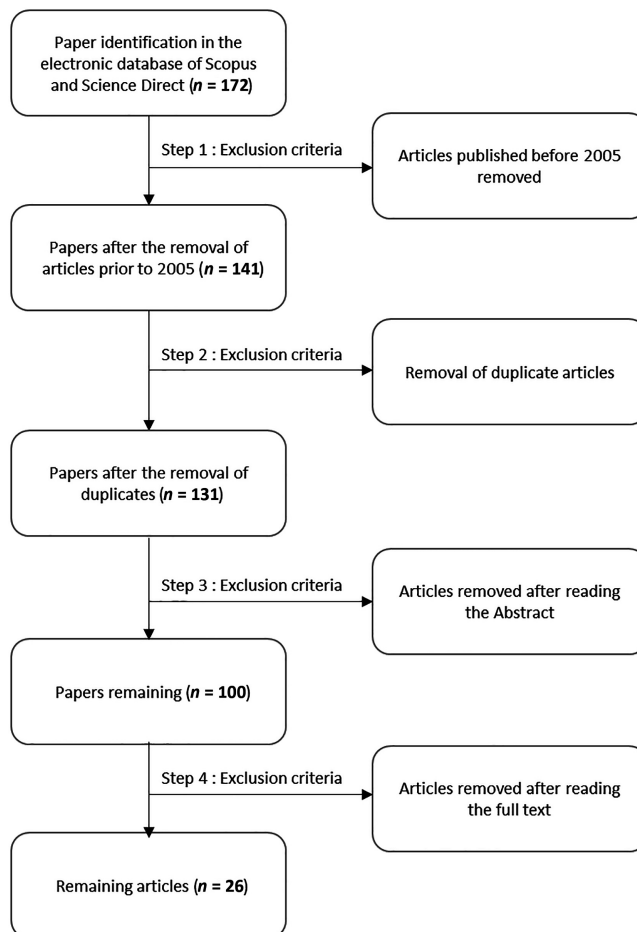 Paper identification in the
electronic database of Scopus
and Science Direct (n = 172)
Step 1 : Exclusion criteria
Articles published before 2005
removed
Papers after the removal of
articles prior to 2005 (n = 141)
Step 2 : Exclusion criteria
Removal of duplicate articles
Papers after the removal of
duplicates (n = 131)
Step 3 : Exclusion criteria
Articles removed after reading
the Abstract
Papers remaining (n = 100)
Step 4 : Exclusion criteria
Articles removed after reading
the full text
Remaining articles (n = 26)